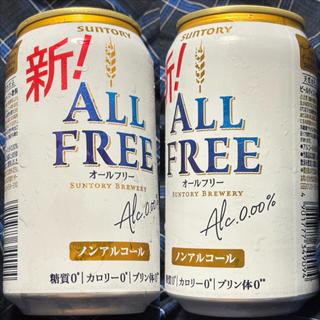 SUNTORY
新!
ALL
FREE
オールフリー
SUNTORY BREWERY
Alc.0.00%
ノンアルコール
糖質0*|カロリー0*|プリン体0**
SUNTORY
!
ALL
FREE
オールフリー
SUNTORY BREWERY
Alc.0.00%
ノンアルコール
0*|カロリー0*|プリン体0**